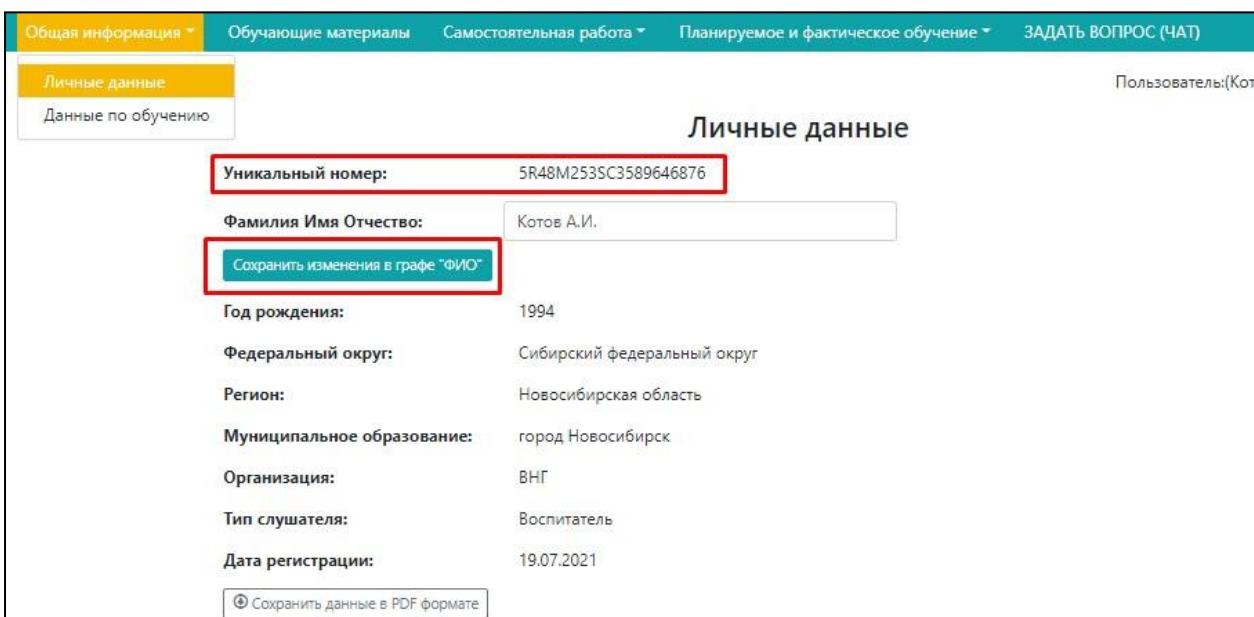 Общая информация Обучающие материалы Самостоятельная работа Планируемое и фактическое обучение ЗАДАТЬ ВОПРОС (ЧАТ)
Личные данные
Данные по обучению
Пользователь:(Кот
Личные данные
Уникальный номер: 5R48M253SC3589646876
Фамилия Имя Отчество: Котов А.И.
Сохранить изменения в графе "ФИО"
Год рождения: 1994
Федеральный округ: Сибирский федеральный округ
Регион: Новосибирская область
Муниципальное образование: город Новосибирск
Организация: ВНГ
Тип слушателя: Воспитатель
Дата регистрации: 19.07.2021
Сохранить данные в PDF формате